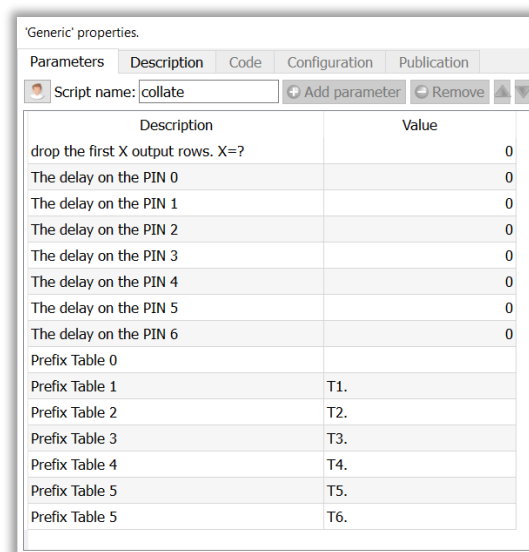 'Generic' properties.
Parameters Description Code Configuration Publication
Script name: collate Add parameter Remove
Description Value
drop the first X output rows. X=? 0
The delay on the PIN 0 0
The delay on the PIN 1 0
The delay on the PIN 2 0
The delay on the PIN 3 0
The delay on the PIN 4 0
The delay on the PIN 5 0
The delay on the PIN 6 0
Prefix Table 0
Prefix Table 1 T1.
Prefix Table 2 T2.
Prefix Table 3 T3.
Prefix Table 4 T4.
Prefix Table 5 T5.
Prefix Table 5 T6.